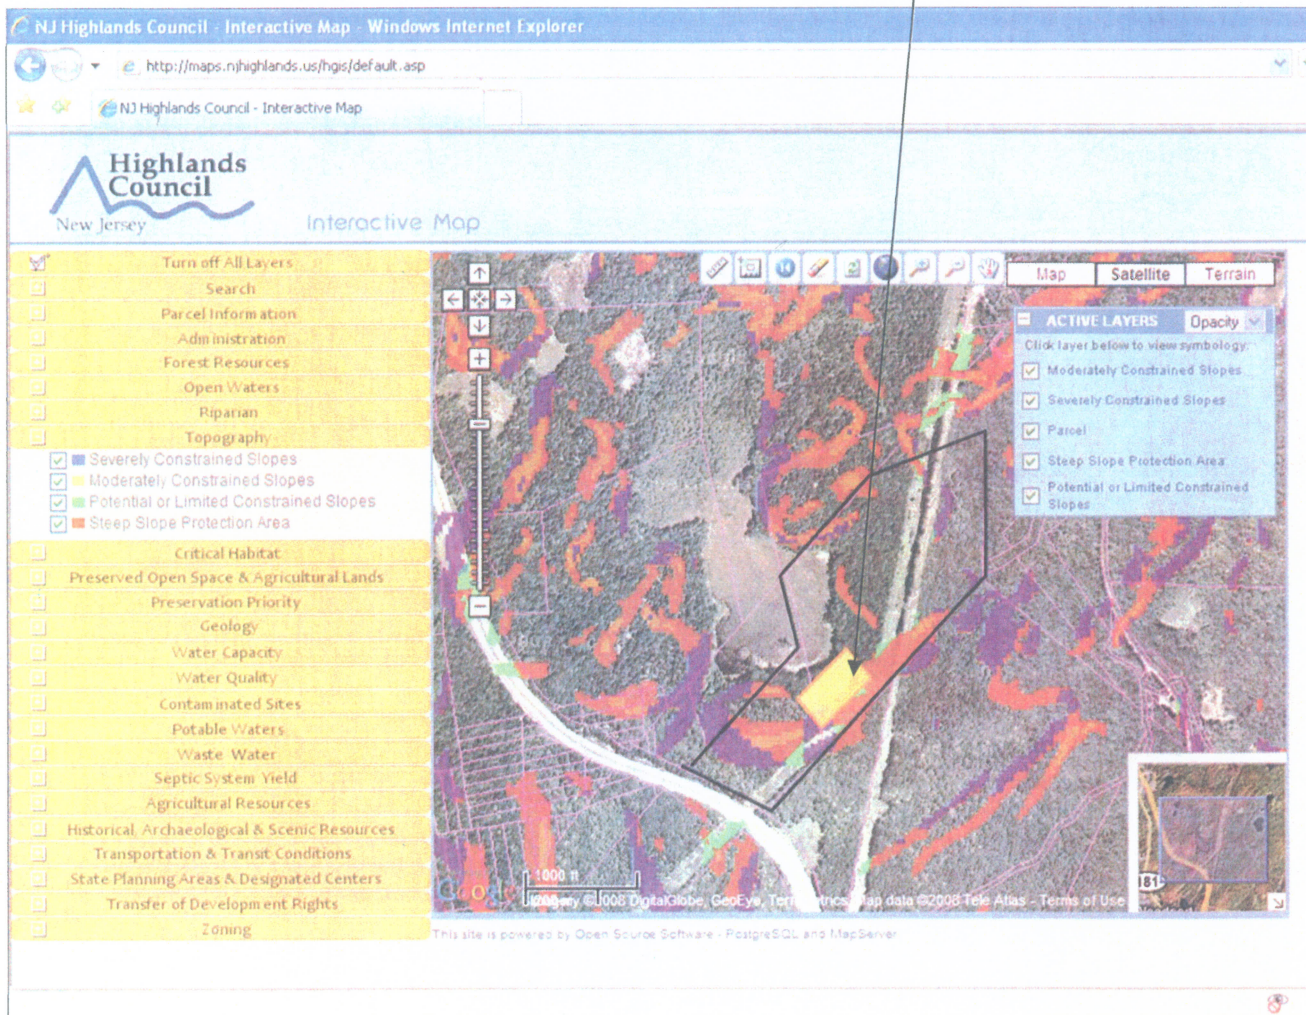 NJ Highlands Council - Interactive Map - Windows Internet Explorer
http://maps.njhighlands.us/hgis/default.asp
NJ Highlands Council - Interactive Map
Highlands
Council
New Jersey
Interactive Map
Turn off All Layers
Search
Parcel Information
Administration
Forest Resources
Open Waters
Riparian
Topography
Severely Constrained Slopes
Moderately Constrained Slopes
Potential or Limited Constrained Slopes
Steep Slope Protection Area
Critical Habitat
Preserved Open Space & Agricultural Lands
Preservation Priority
Geology
Water Capacity
Water Quality
Contaminated Sites
Potable Waters
Waste Water
Septic System Yield
Agricultural Resources
Historical, Archaeological & Scenic Resources
Transportation & Transit Conditions
State Planning Areas & Designated Centers
Transfer of Development Rights
Zoning
Map Satellite Terrain
ACTIVE LAYERS Opacity
Click layer below to view symbology:
Moderately Constrained Slopes
Severely Constrained Slopes
Parcel
Steep Slope Protection Area
Potential or Limited Constrained
Slopes
181
1000 ft
Google
©2008 DigitalGlobe, GeoEye, Map data ©2008 Tele Atlas - Terms of Use
This site is powered by Open Source Software - PostgreSQL and MapServer